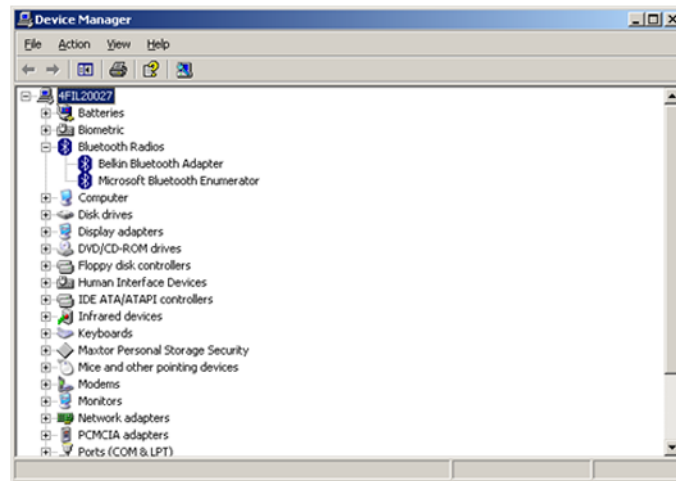 Device Manager
File Action View Help
4FIL20027
Batteries
Biometric
Bluetooth Radios
Belkin Bluetooth Adapter
Microsoft Bluetooth Enumerator
Computer
Disk drives
Display adapters
DVD/CD-ROM drives
Floppy disk controllers
Human Interface Devices
IDE ATA/ATAPI controllers
Infrared devices
Keyboards
Maxtor Personal Storage Security
Mice and other pointing devices
Modems
Monitors
Network adapters
PCMCIA adapters
Ports (COM & LPT)